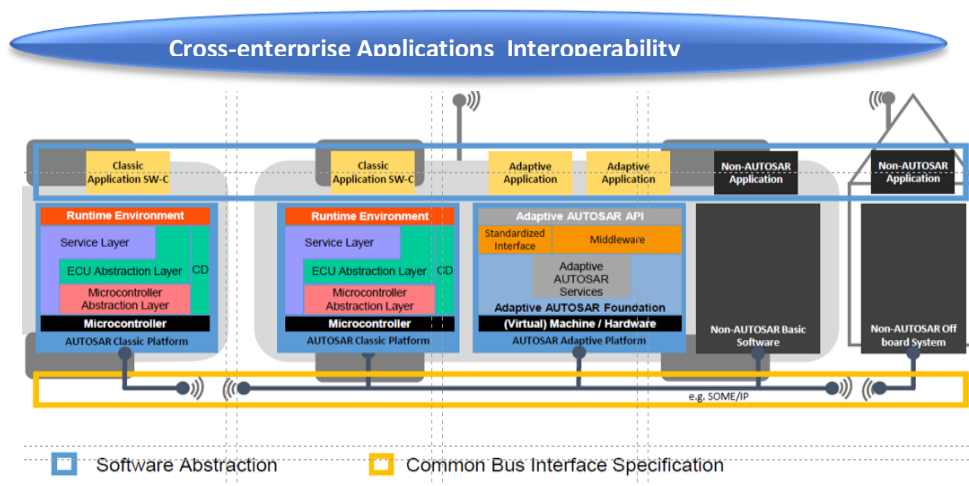 Cross-enterprise Applications Interoperability
Classic
Application SW-C
Classic
Application SW-C
Adaptive
Application
Adaptive
Application
Non-AUTOSAR
Application
Non-AUTOSAR
Application
Runtime Environment
Service Layer
ECU Abstraction Layer
CD
Microcontroller
Abstraction Layer
Microcontroller
AUTOSAR Classic Platform
Runtime Environment
Service Layer
ECU Abstraction Layer
CD
Microcontroller
Abstraction Layer
Microcontroller
AUTOSAR Classic Platform
Adaptive AUTOSAR API
Standardized
Interface
Middleware
Adaptive
AUTOSAR
Services
Adaptive AUTOSAR Foundation
(Virtual) Machine / Hardware
AUTOSAR Adaptive Platform
Non-AUTOSAR Basic
Software
Non-AUTOSAR Off
board System
e.g. SOME/IP
Software Abstraction
Common Bus Interface Specification